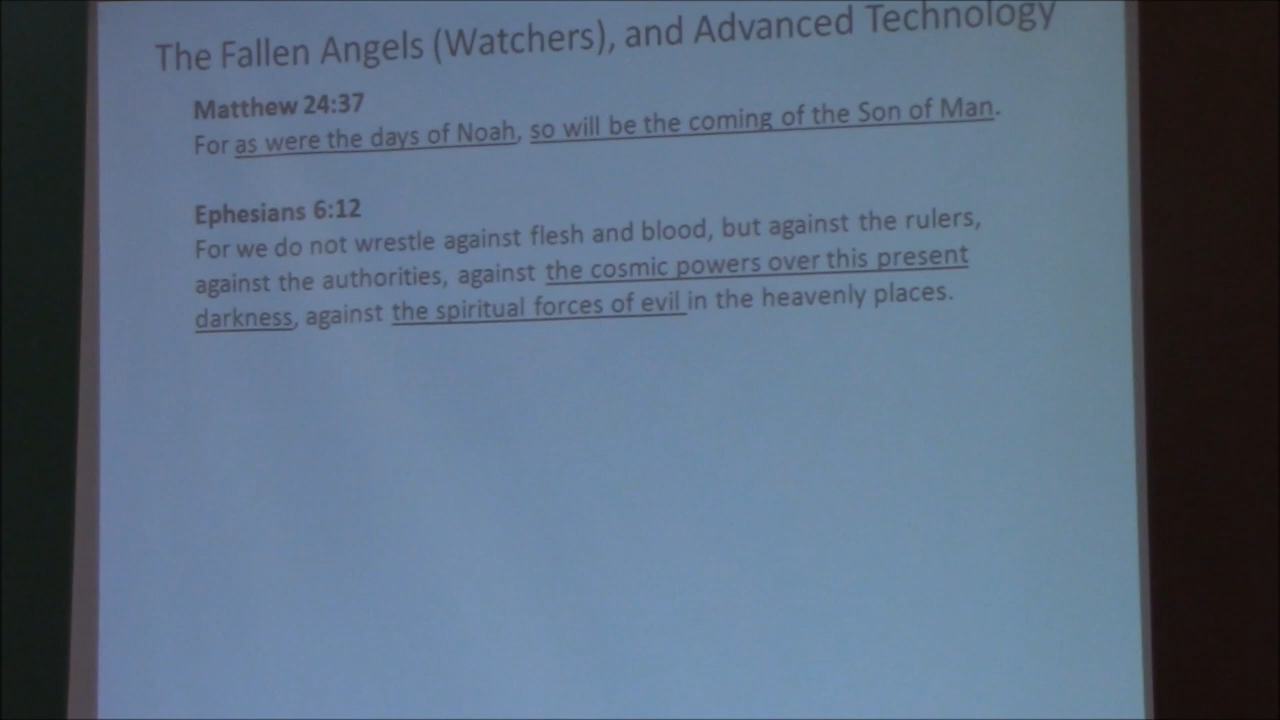 The Fallen Angels (Watchers), and Advanced Technology
Matthew 24:37
For as were the days of Noah, so will be the coming of the Son of Man.
Ephesians 6:12
For we do not wrestle against flesh and blood, but against the rulers,
against the authorities, against the cosmic powers over this present
darkness, against the spiritual forces of evil in the heavenly places.